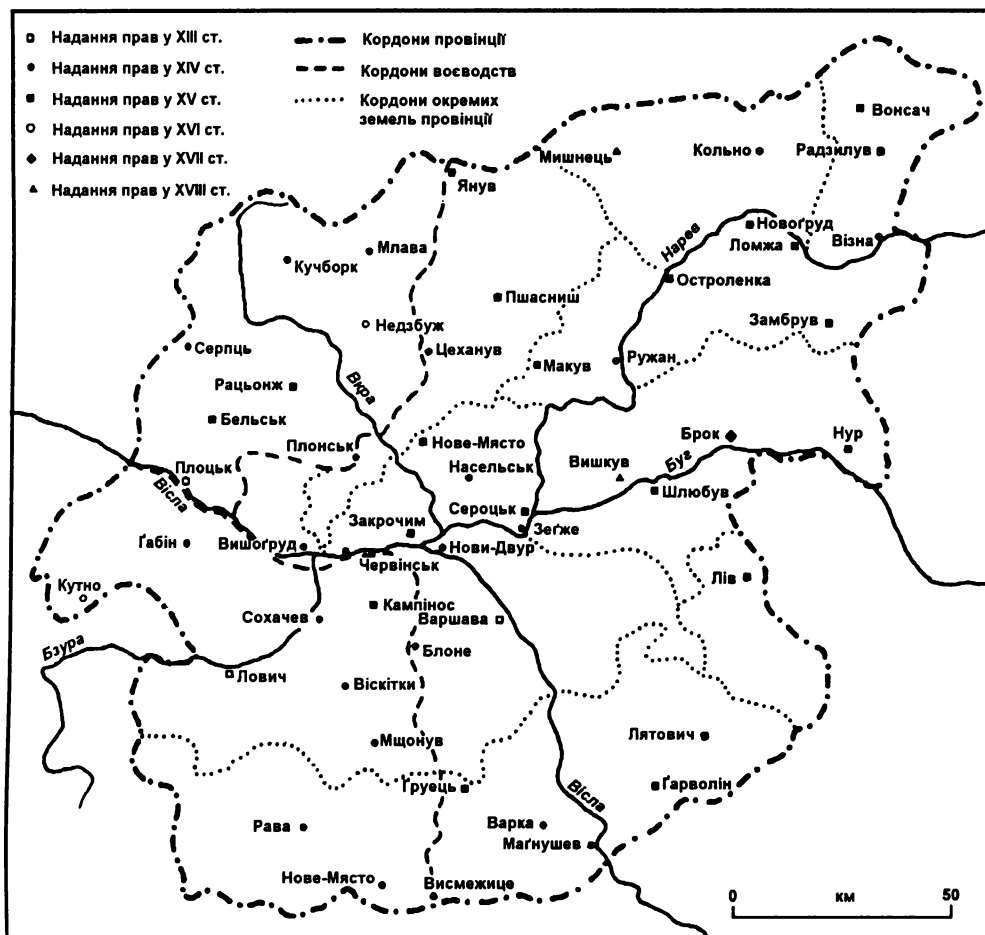 Надання прав у XIII ст.
Надання прав у XIV ст.
Надання прав у XV ст.
Надання прав у XVI ст.
Надання прав у XVII ст.
Надання прав у XVIII ст.
Кордони провінції
Кордони воєводств
Кордони окремих
земель провінції
Вонсач
Мишнець
Кольно
Радзилув
Янув
Новоґруд
Ломжа
Візна
Нарев
Млава
Кучборк
Остроленка
Пшасниш
Недзбуж
Замбрув
Серпць
Цеханув
Макув
Ружан
Вкра
Рацьонж
Бельськ
Плонськ
Нове-Място
Насельськ
Брок
Нур
Буг
Вишкув
Шлюбув
Плоцьк
Вісла
Сероцьк
Зеґже
Закрочим
Ґабін
Вишоґруд
Червінськ
Нови-Двур
Лів
Кутно
Кампінос
Варшава
Сохачев
Блоне
Бзура
Лович
Віскітки
Мщонув
Лятович
Ґруець
Ґарволін
Вісла
Рава
Варка
Маґнушев
Нове-Място
Висмежице
0
км
50